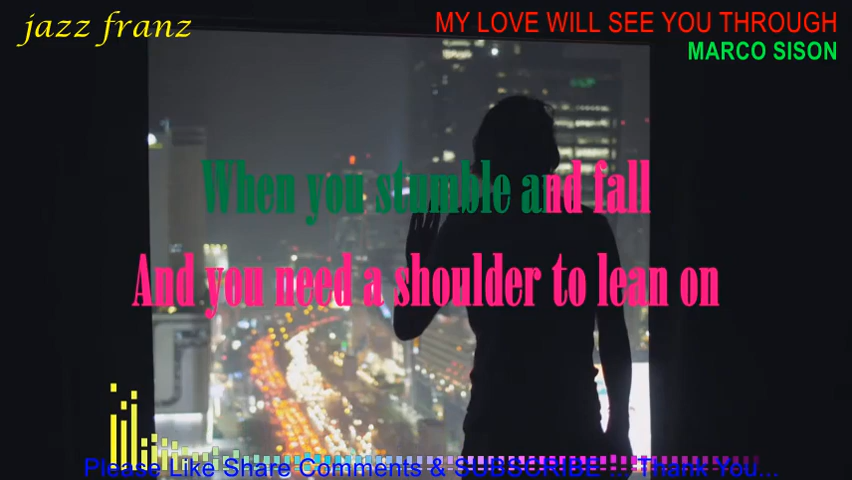 jazz franz
MY LOVE WILL SEE YOU THROUGH
MARCO SISON
When you stumble and fall
And you need a shoulder to lean on
Please Like Share Comments & SUBSCRIBE ... Thank You...